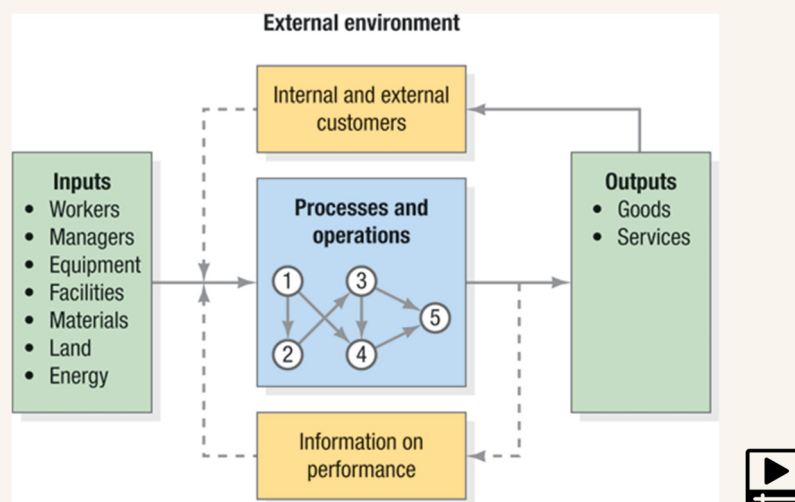 External environment
Internal and external
customers
Inputs
• Workers
• Managers
• Equipment
• Facilities
• Materials
• Land
• Energy
Processes and
operations
1
3
5
2
4
Outputs
• Goods
• Services
Information on
performance